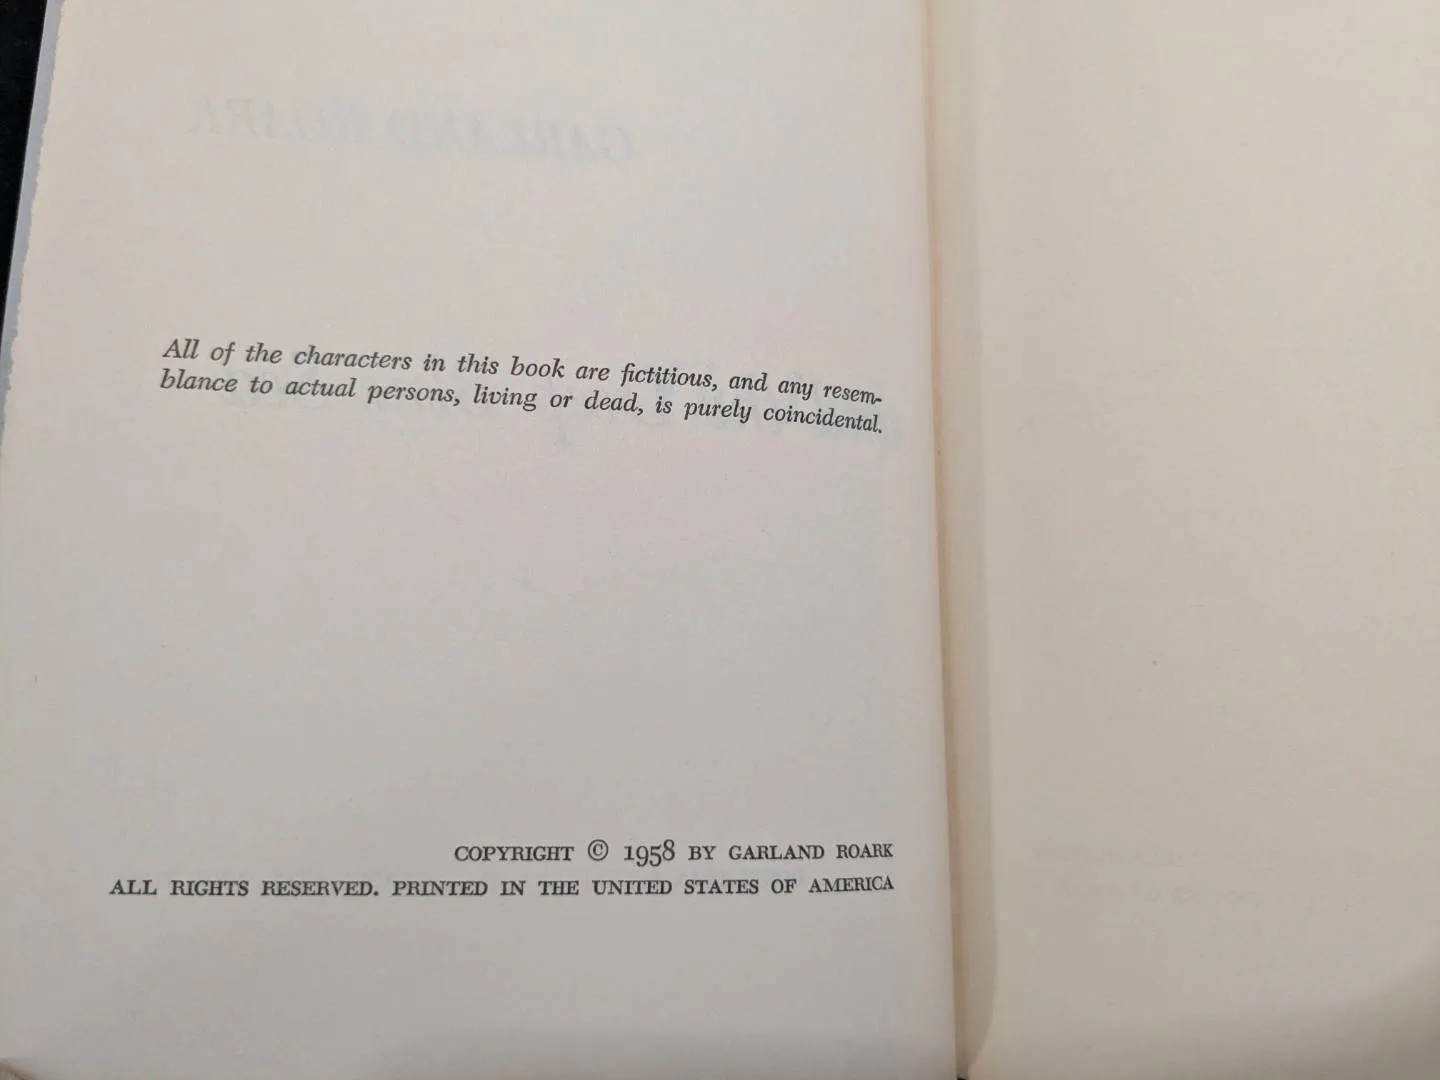 All of the characters in this book are fictitious, and any resem-
blance to actual persons, living or dead, is purely coincidental.
COPYRIGHT © 1958 BY GARLAND ROARK
ALL RIGHTS RESERVED. PRINTED IN THE UNITED STATES OF AMERICA